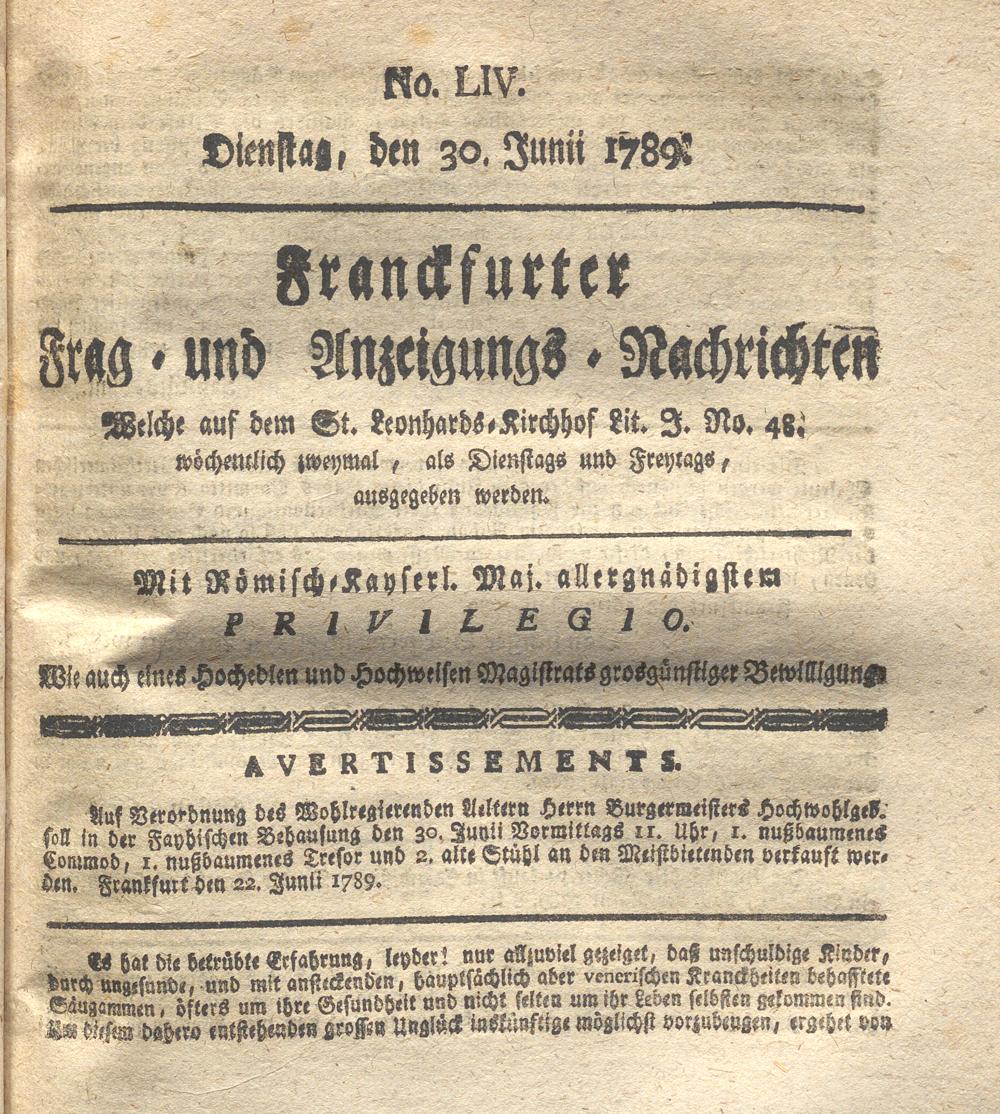 No. LIV.
Dienstag, den 30. Junii 1789.
Franckfurter
Frag- und Anzeigungs-Nachrichten
Welche auf dem St. Leonhards-Kirchhof Lit. J. No. 48.
wöchentlich zweymal, als Dienstags und Freytags,
ausgegeben werden.
Mit Römisch-Kayserl. Maj. allergnädigstem
PRIVILEGIO.
Wie auch eines Hochedlen und Hochweisen Magistrats grosgünstiger Bewilligung.
AVERTISSEMENTS.
Auf Verordnung des Wohlregierenden Aeltern Herrn Burgermeisters Hochwohlgeb.
soll in der Fayhischen Behausung den 30. Junii Vormittags 11. Uhr, 1. nußbaumenes
Commod, 1. nußbaumenes Tresor und 2. alte Stühl an den Meistbietenden verkauft wer-
den. Frankfurt den 22. Junii 1789.
Es hat die betrübte Erfahrung, leyder! nur allzuviel gezeiget, daß unschuldige Kinder,
durch ungesunde, und mit ansteckenden, hauptsächlich aber venerischen Kranckheiten behafftete
Säugammen, öfters um ihre Gesundheit und nicht selten um ihr Leben selbsten gekommen sind.
Um diesem dahero entstehenden grossen Unglück inskünftige möglichst vorzubeugen, ergehet von